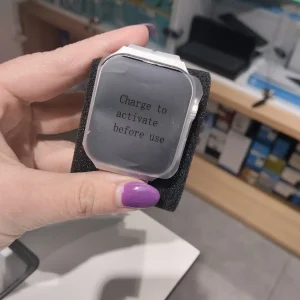 Charge to
activate
before use